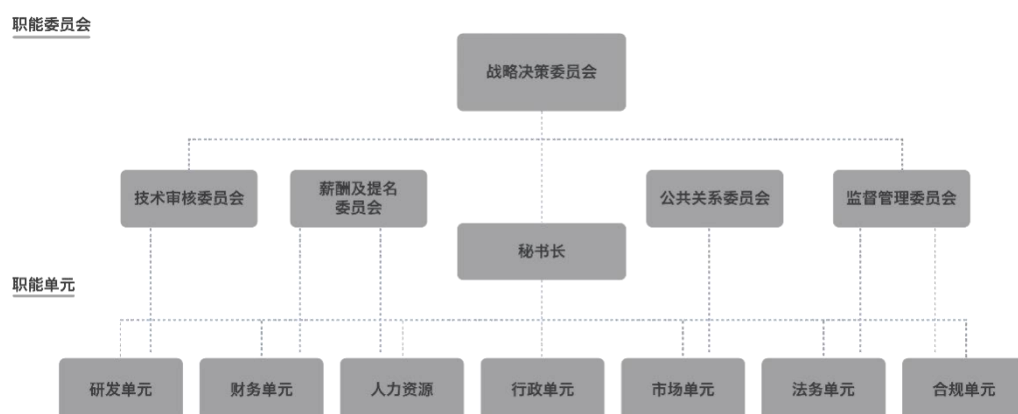 职能委员会
战略决策委员会
技术审核委员会
薪酬及提名
委员会
公共关系委员会
监督管理委员会
秘书长
职能单元
研发单元
财务单元
人力资源
行政单元
市场单元
法务单元
合规单元